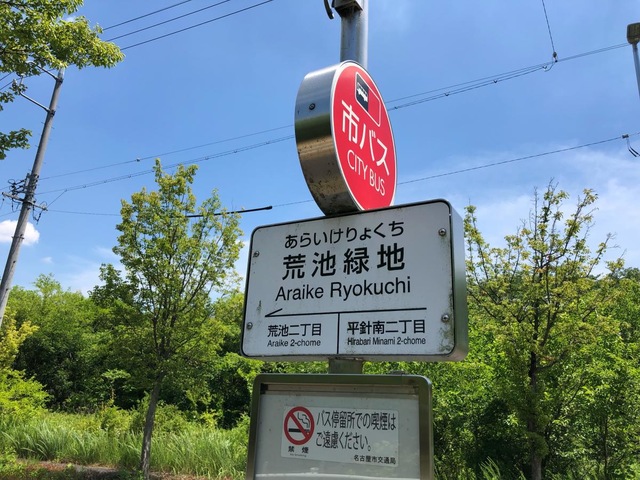 市バス
CITY BUS
あらいけりょくち
荒池緑地
Araike Ryokuchi
荒池二丁目
Araike 2-chome
平針南二丁目
Hirabari Minami 2-chome
バス停留所での喫煙は
ご遠慮ください。
禁煙
名古屋市交通局